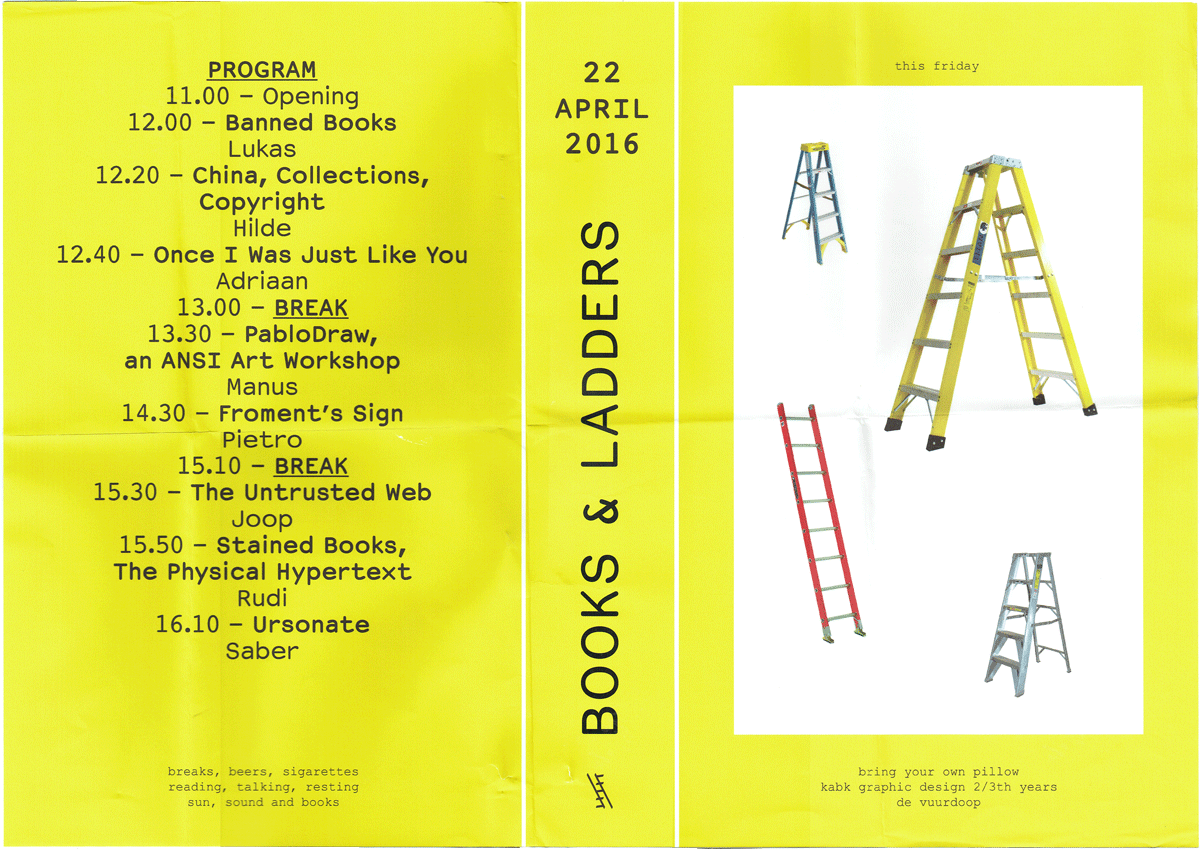 PROGRAM
11.00 – Opening
12.00 – Banned Books
Lukas
12.20 – China, Collections,
Copyright
Hilde
12.40 – Once I Was Just Like You
Adriaan
13.00 – BREAK
13.30 – PabloDraw,
an ANSI Art Workshop
Manus
14.30 – Froment’s Sign
Pietro
15.10 – BREAK
15.30 – The Untrusted Web
Joop
15.50 – Stained Books,
The Physical Hypertext
Rudi
16.10 – Ursonate
Saber
breaks, beers, sigarettes
reading, talking, resting
sun, sound and books
22
APRIL
2016
BOOKS & LADDERS
this friday
bring your own pillow
kabk graphic design 2/3th years
de vuurdoop